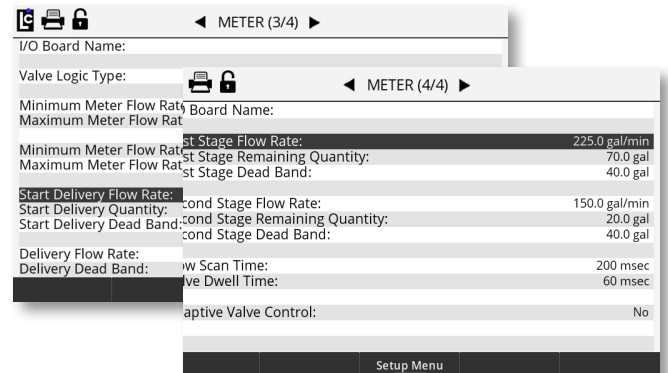 LC
METER (3/4)
I/O Board Name:
Valve Logic Type:
Minimum Meter Flow
Maximum Meter Flow
Minimum Meter Flow
Maximum Meter Flow
Start Delivery Flow Rate:
Start Delivery Quantity:
Start Delivery Dead Band:
Delivery Flow Rate:
Delivery Dead Band:
METER (4/4)
Board Name:
st Stage Flow Rate: 225.0 gal/min
st Stage Remaining Quantity: 70.0 gal
st Stage Dead Band: 40.0 gal
cond Stage Flow Rate: 150.0 gal/min
cond Stage Remaining Quantity: 20.0 gal
cond Stage Dead Band: 40.0 gal
ow Scan Time: 200 msec
lve Dwell Time: 60 msec
aptive Valve Control: No
Setup Menu